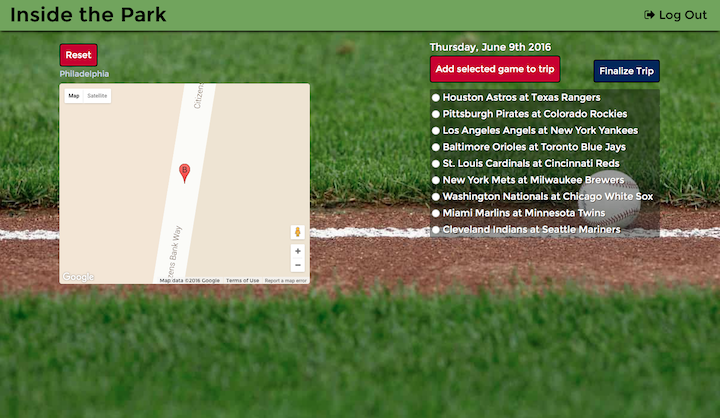 Inside the Park
Log Out
Reset
Philadelphia
Map Satellite
Citizens
B
zens Bank Way
Google
Map data ©2016 Google Terms of Use Report a map error
Thursday, June 9th 2016
Add selected game to trip
Finalize Trip
Houston Astros at Texas Rangers
Pittsburgh Pirates at Colorado Rockies
Los Angeles Angels at New York Yankees
Baltimore Orioles at Toronto Blue Jays
St. Louis Cardinals at Cincinnati Reds
New York Mets at Milwaukee Brewers
Washington Nationals at Chicago White Sox
Miami Marlins at Minnesota Twins
Cleveland Indians at Seattle Mariners